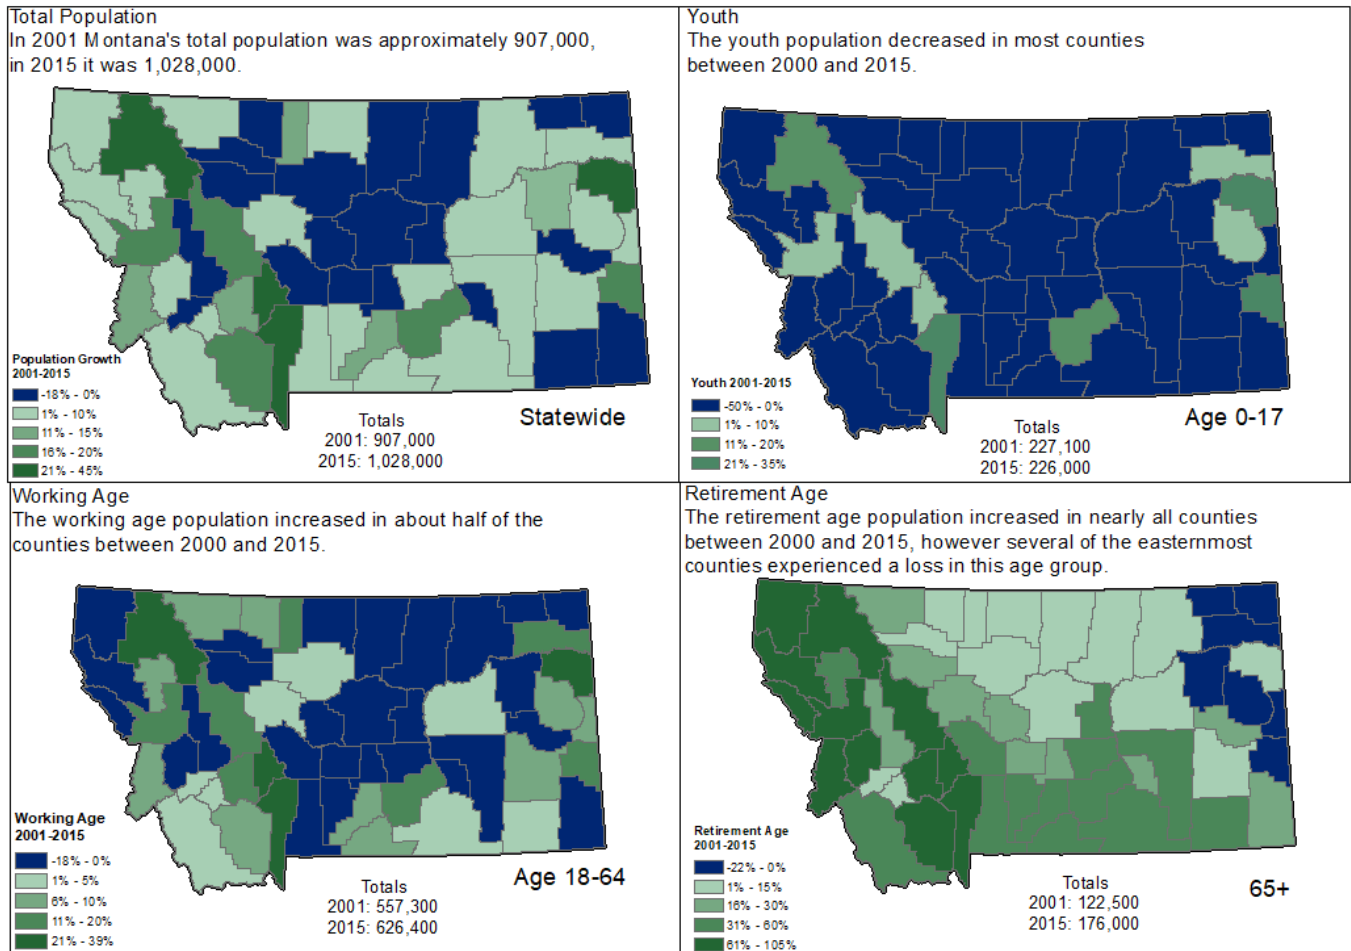 Total Population
In 2001 Montana's total population was approximately 907,000,
in 2015 it was 1,028,000.
Population Growth
2001-2015
-18% - 0%
1% - 10%
11% - 15%
16% - 20%
21% - 45%
Totals
2001: 907,000
2015: 1,028,000
Statewide
Youth
The youth population decreased in most counties
between 2000 and 2015.
Youth 2001-2015
-50% - 0%
1% - 10%
11% - 20%
21% - 35%
Totals
2001: 227,100
2015: 226,000
Age 0-17
Working Age
The working age population increased in about half of the
counties between 2000 and 2015.
Working Age
2001-2015
-18% - 0%
1% - 5%
6% - 10%
11% - 20%
21% - 39%
Totals
2001: 557,300
2015: 626,400
Age 18-64
Retirement Age
The retirement age population increased in nearly all counties
between 2000 and 2015, however several of the easternmost
counties experienced a loss in this age group.
Retirement Age
2001-2015
-22% - 0%
1% - 15%
16% - 30%
31% - 60%
61% - 105%
Totals
2001: 122,500
2015: 176,000
65+